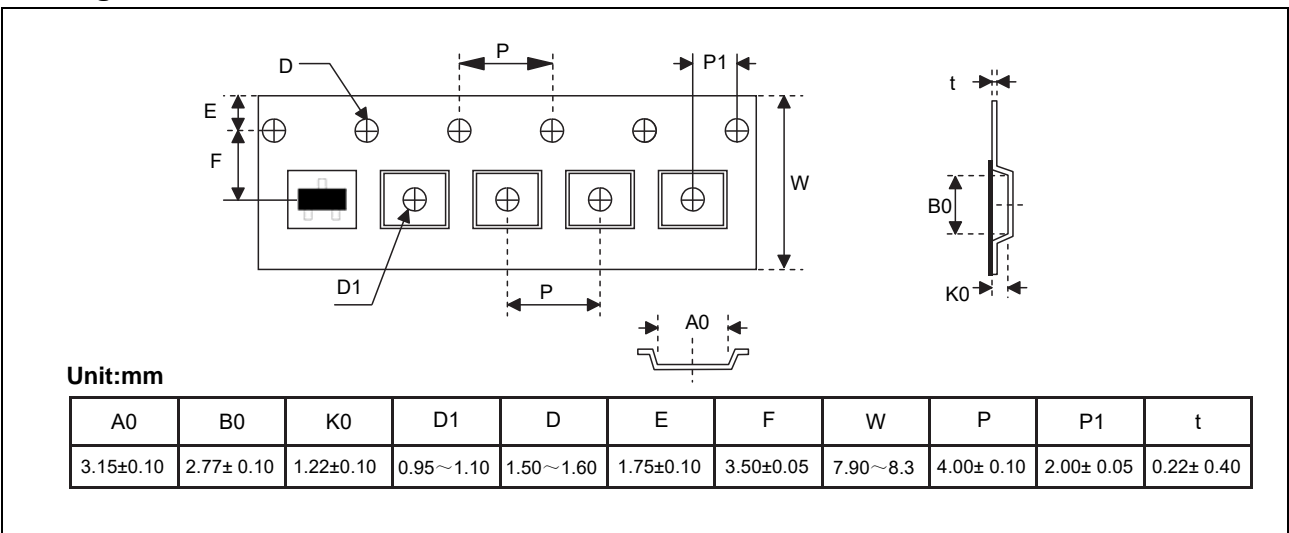 P
P1
D
t
E
F
W
B0
D1
P
K0
A0
Unit:mm
A0 B0 K0 D1 D E F W P P1 t
3.15±0.10 2.77± 0.10 1.22±0.10 0.95～1.10 1.50～1.60 1.75±0.10 3.50±0.05 7.90～8.3 4.00± 0.10 2.00± 0.05 0.22± 0.40